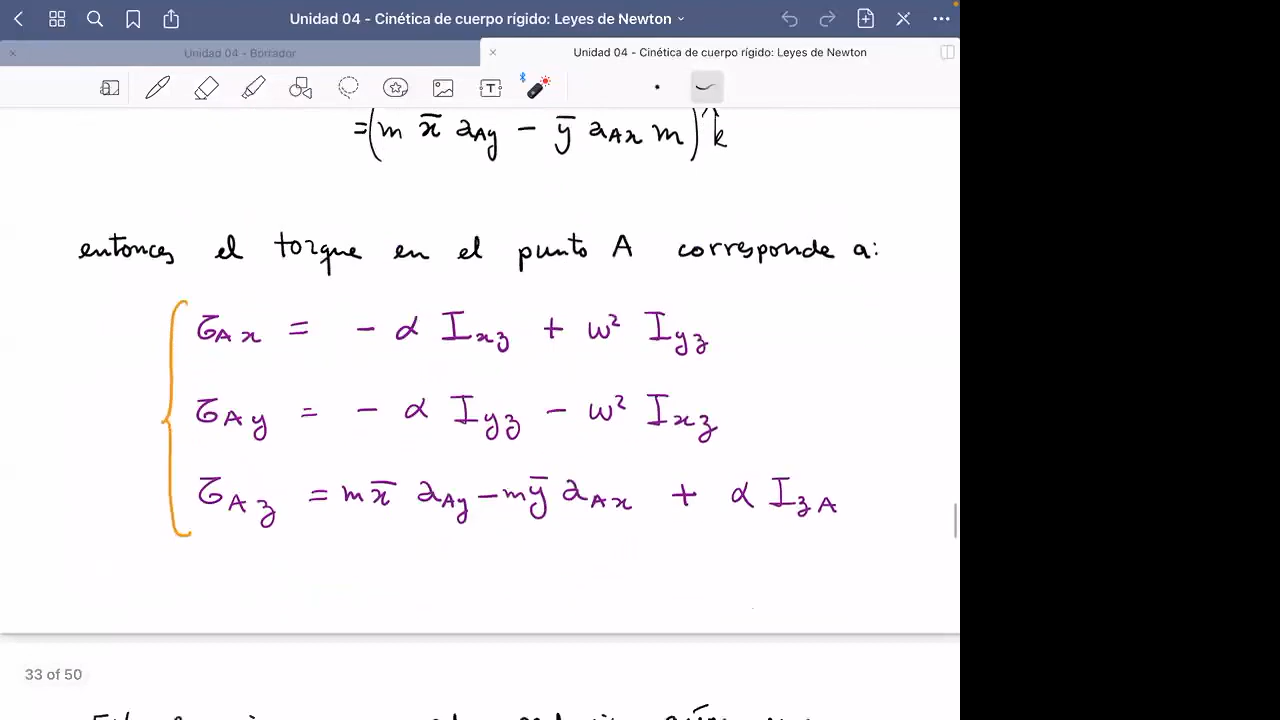 Unidad 04 - Cinética de cuerpo rígido: Leyes de Newton
Unidad 04 - Borrador
Unidad 04 - Cinética de cuerpo rígido: Leyes de Newton
= (m x̄ a_Ay − ȳ a_Ax m) k̂
entonces el torque en el punto A corresponde a:
τ_Ax = − α I_xz + ω² I_yz
τ_Ay = − α I_yz − ω² I_xz
τ_Az = m x̄ a_Ay − m ȳ a_Ax + α I_zA
33 of 50